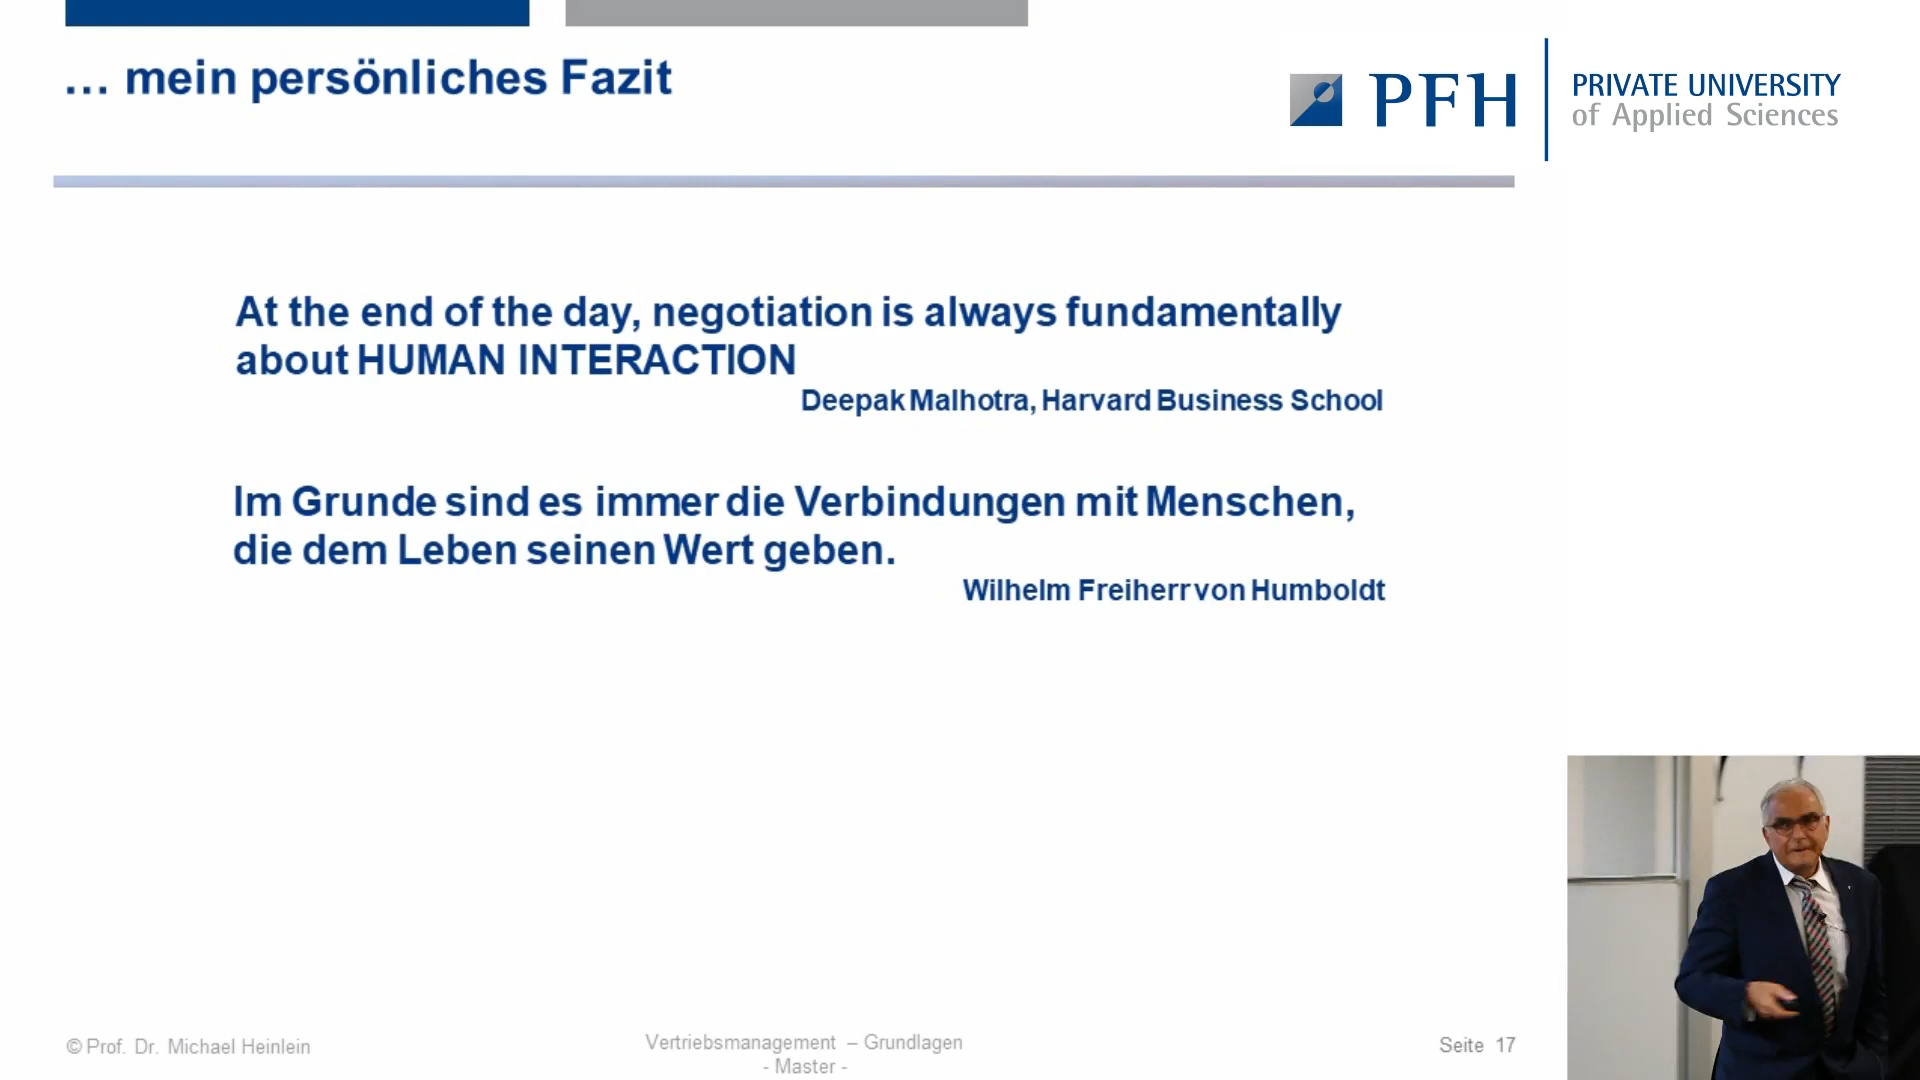 … mein persönliches Fazit
PFH
PRIVATE UNIVERSITY
of Applied Sciences
At the end of the day, negotiation is always fundamentally
about HUMAN INTERACTION
Deepak Malhotra, Harvard Business School
Im Grunde sind es immer die Verbindungen mit Menschen,
die dem Leben seinen Wert geben.
Wilhelm Freiherr von Humboldt
© Prof. Dr. Michael Heinlein
Vertriebsmanagement – Grundlagen
- Master -
Seite 17